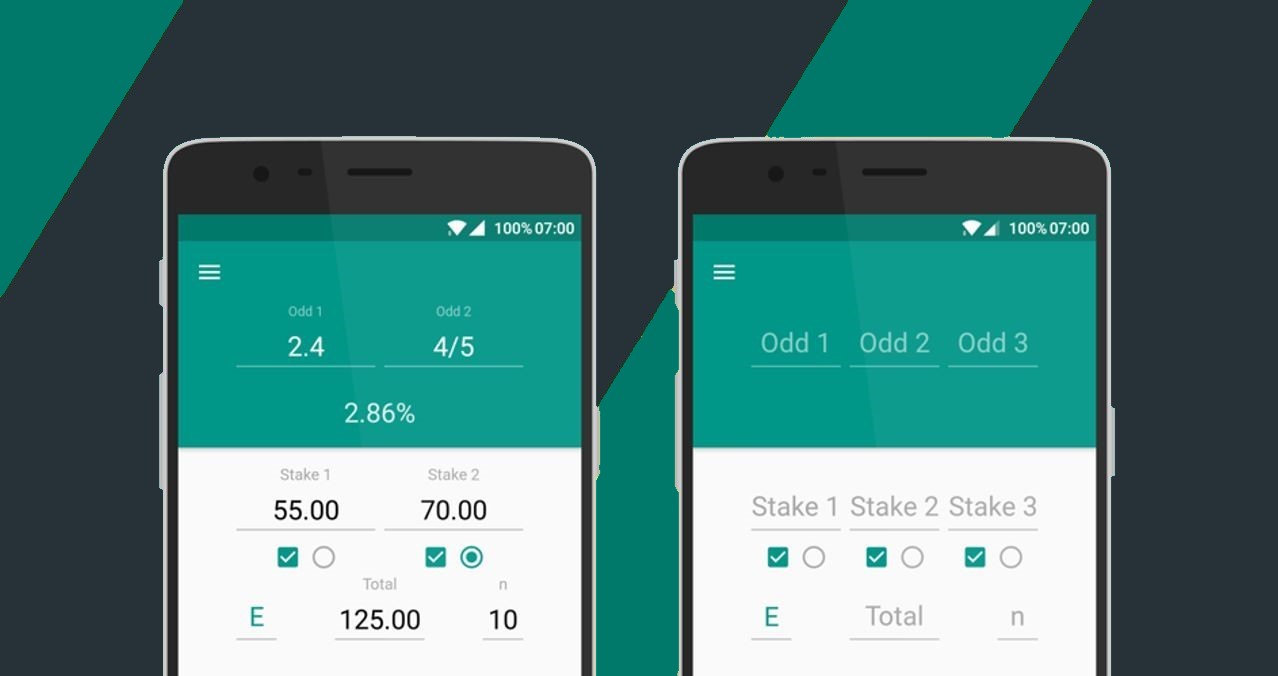 100% 07:00
Odd 1 Odd 2
2.4 4/5
2.86%
Stake 1 Stake 2
55.00 70.00
Total n
E 125.00 10
100% 07:00
Odd 1 Odd 2 Odd 3
Stake 1 Stake 2 Stake 3
E Total n